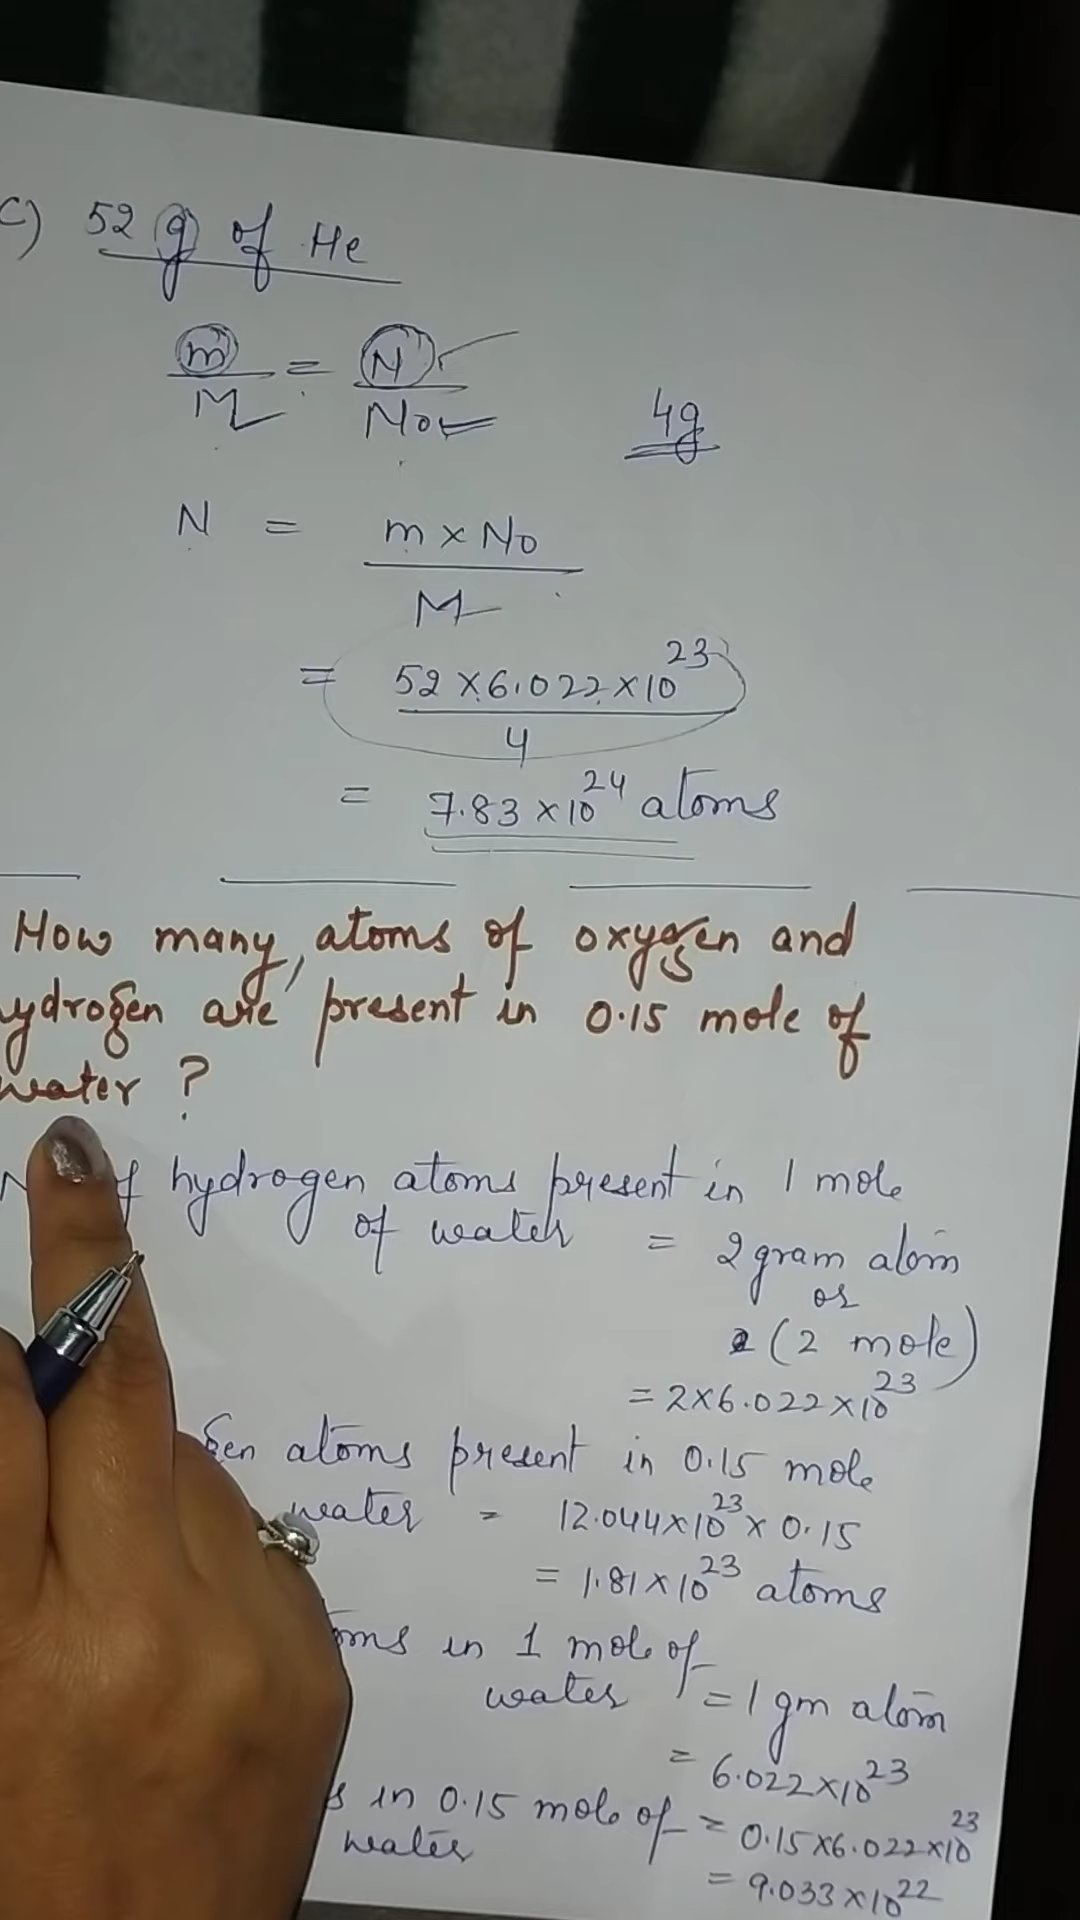 C) 52 g of He
m/M = N/No
4g
N = m × No / M
= 52 × 6.022 × 10^23 / 4
= 7.83 × 10^24 atoms
How many, atoms of oxygen and
ydrogen are present in 0.15 mole of
water ?
N f hydrogen atoms present in 1 mole
of water = 2 gram atom
or
2 (2 mole)
= 2×6.022×10^23
gen atoms present in 0.15 mole
water = 12.044×10^23 × 0.15
= 1.81×10^23 atoms
oms in 1 mole of
water = 1 gm atom
= 6.022×10^23
s in 0.15 mole of = 0.15×6.022×10^23
water
= 9.033×10^22